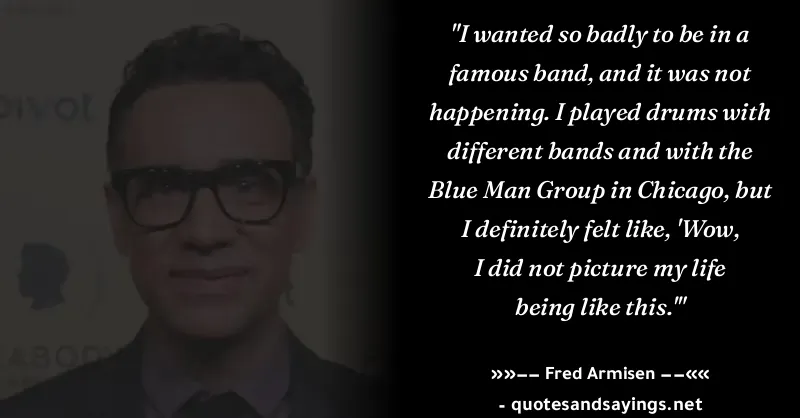 pivot
EABODY
"I wanted so badly to be in a
famous band, and it was not
happening. I played drums with
different bands and with the
Blue Man Group in Chicago, but
I definitely felt like, 'Wow,
I did not picture my life
being like this.'"
»»−− Fred Armisen −−««
- quotesandsayings.net